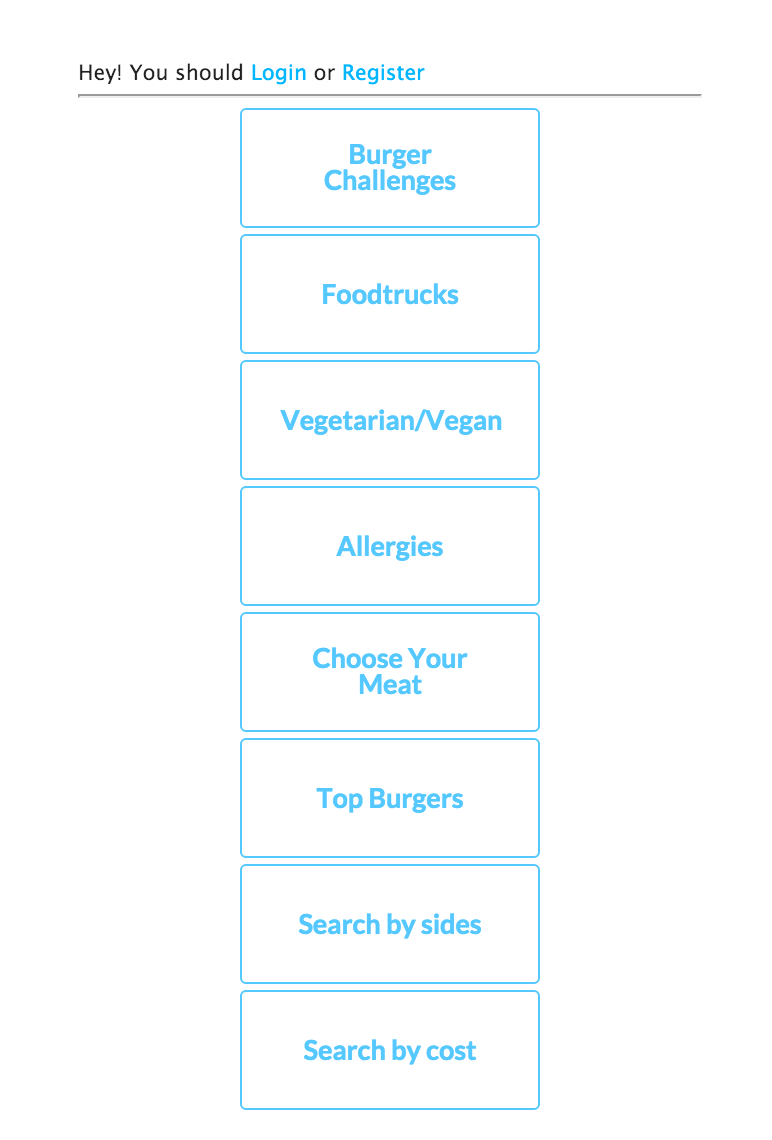 Hey! You should Login or Register
Burger
Challenges
Foodtrucks
Vegetarian/Vegan
Allergies
Choose Your
Meat
Top Burgers
Search by sides
Search by cost